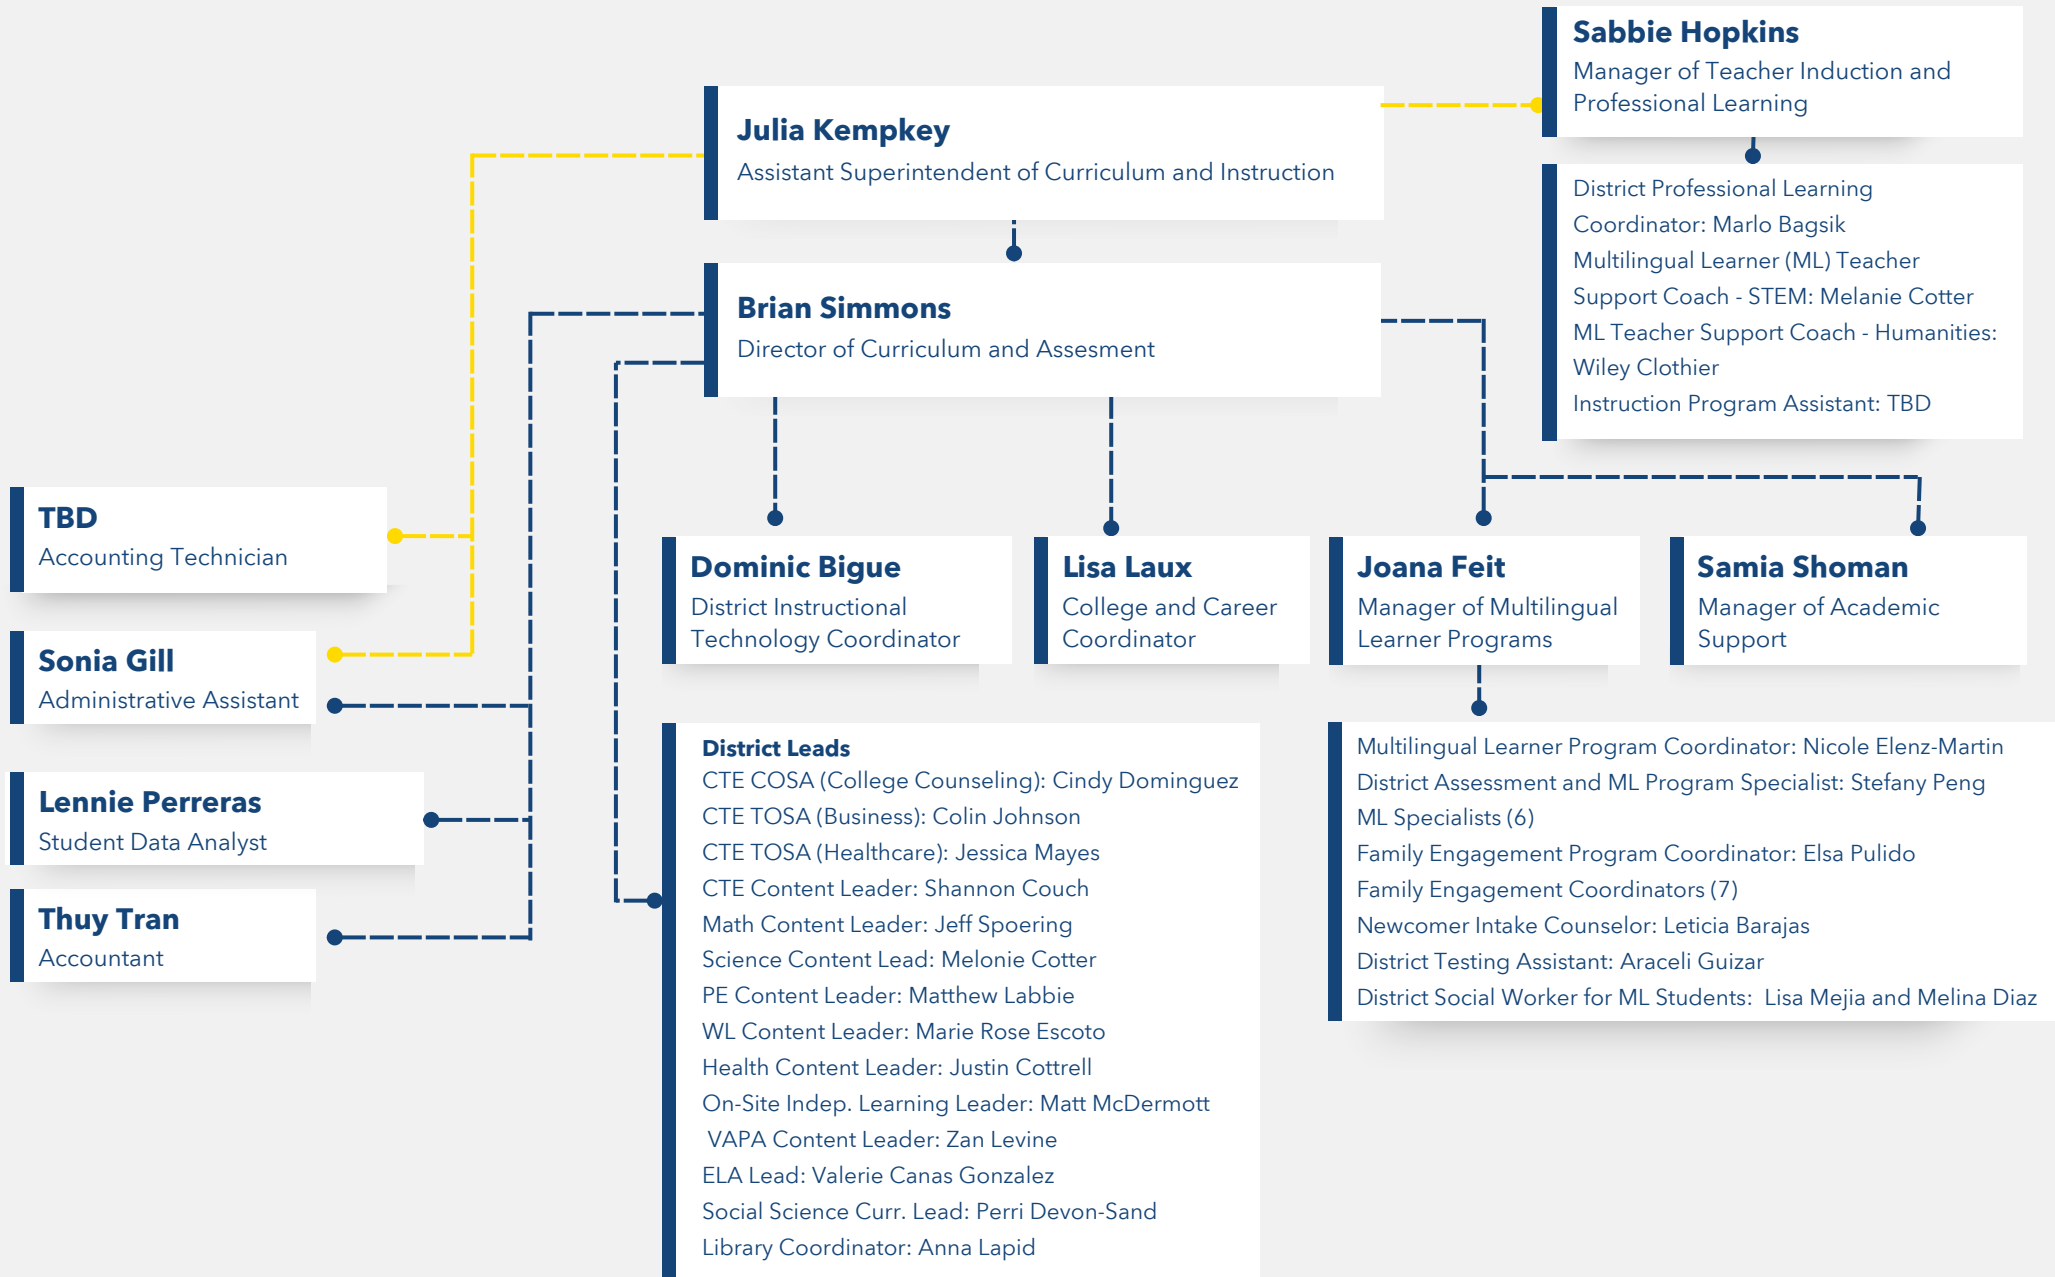 Sabbie Hopkins
Manager of Teacher Induction and
Professional Learning
Julia Kempkey
Assistant Superintendent of Curriculum and Instruction
District Professional Learning
Coordinator: Marlo Bagsik
Multilingual Learner (ML) Teacher
Support Coach - STEM: Melanie Cotter
ML Teacher Support Coach - Humanities:
Wiley Clothier
Instruction Program Assistant: TBD
Brian Simmons
Director of Curriculum and Assesment
TBD
Accounting Technician
Sonia Gill
Administrative Assistant
Lennie Perreras
Student Data Analyst
Thuy Tran
Accountant
Dominic Bigue
District Instructional
Technology Coordinator
Lisa Laux
College and Career
Coordinator
Joana Feit
Manager of Multilingual
Learner Programs
Samia Shoman
Manager of Academic
Support
District Leads
CTE COSA (College Counseling): Cindy Dominguez
CTE TOSA (Business): Colin Johnson
CTE TOSA (Healthcare): Jessica Mayes
CTE Content Leader: Shannon Couch
Math Content Leader: Jeff Spoering
Science Content Lead: Melonie Cotter
PE Content Leader: Matthew Labbie
WL Content Leader: Marie Rose Escoto
Health Content Leader: Justin Cottrell
On-Site Indep. Learning Leader: Matt McDermott
VAPA Content Leader: Zan Levine
ELA Lead: Valerie Canas Gonzalez
Social Science Curr. Lead: Perri Devon-Sand
Library Coordinator: Anna Lapid
Multilingual Learner Program Coordinator: Nicole Elenz-Martin
District Assessment and ML Program Specialist: Stefany Peng
ML Specialists (6)
Family Engagement Program Coordinator: Elsa Pulido
Family Engagement Coordinators (7)
Newcomer Intake Counselor: Leticia Barajas
District Testing Assistant: Araceli Guizar
District Social Worker for ML Students:  Lisa Mejia and Melina Diaz